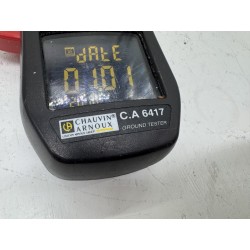 dAtE
01.01
CHAUVIN®
ARNOUX
C.A 6417
GROUND TESTER